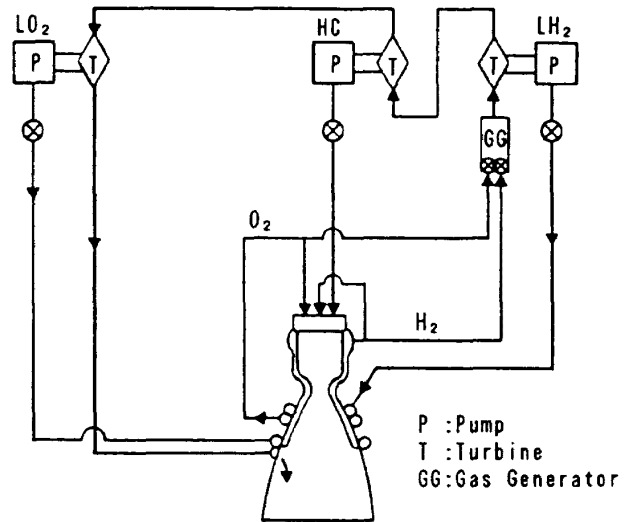 LO₂
HC
LH₂
P
T
P
T
T
P
GG
O₂
H₂
P :Pump
T :Turbine
GG:Gas Generator